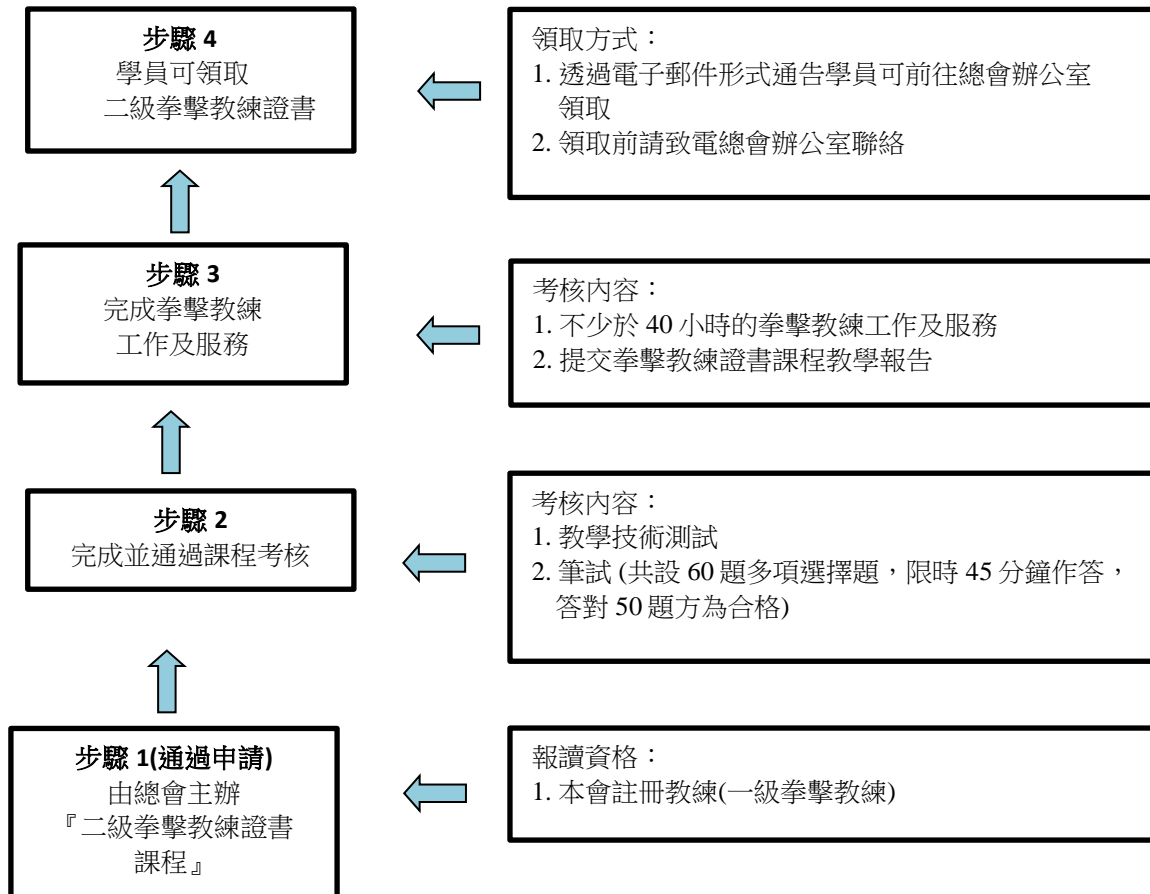 步驟 4
學員可領取
二級拳擊教練證書
領取方式：
1. 透過電子郵件形式通告學員可前往總會辦公室
領取
2. 領取前請致電總會辦公室聯絡
步驟 3
完成拳擊教練
工作及服務
考核內容：
1. 不少於 40 小時的拳擊教練工作及服務
2. 提交拳擊教練證書課程教學報告
步驟 2
完成並通過課程考核
考核內容：
1. 教學技術測試
2. 筆試 (共設 60 題多項選擇題，限時 45 分鐘作答，
答對 50 題方為合格)
步驟 1(通過申請)
由總會主辦
『二級拳擊教練證書
課程』
報讀資格：
1. 本會註冊教練(一級拳擊教練)